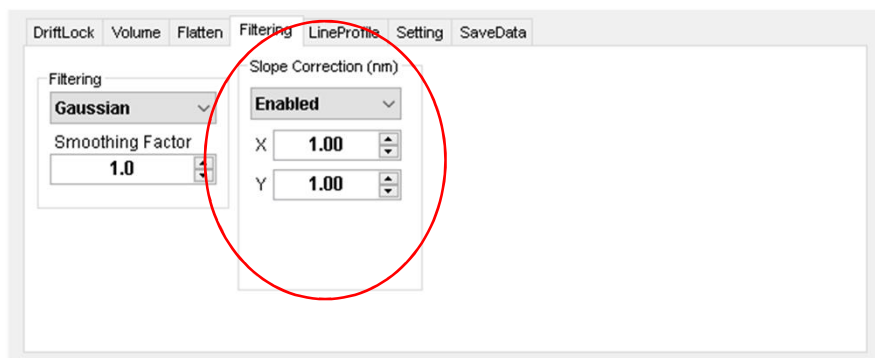 DriftLock Volume Flatten Filtering LineProfile Setting SaveData
Filtering
Gaussian
Smoothing Factor
1.0
Slope Correction (nm)
Enabled
X 1.00
Y 1.00